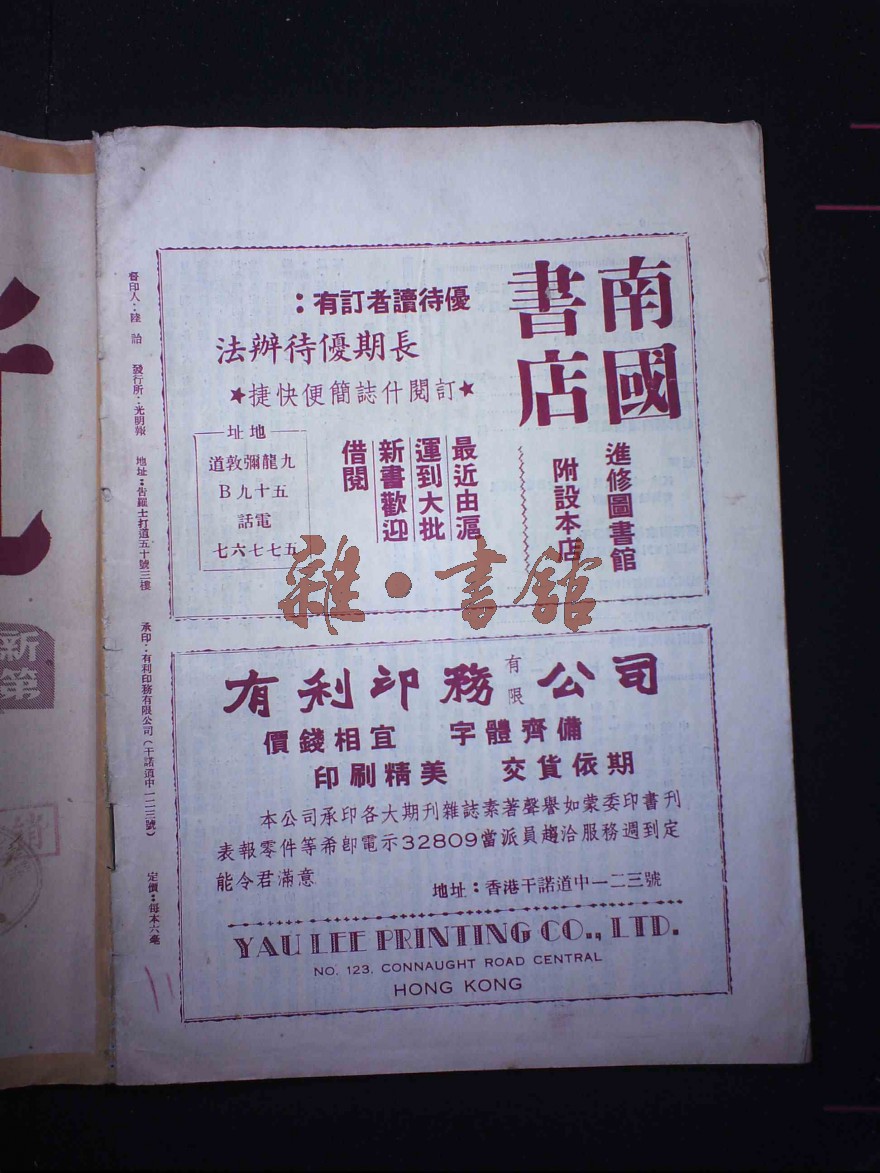 南國
書店
進修圖書館
附設本店
優待讀者訂有：
長期優待辦法
★訂閱什誌簡便快捷★
最近由滬
運到大批
新書歡迎
借閱
地址
九龍彌敦道
五十九B
電話
五七七六七
雜·書館
有利印務有限公司
價錢相宜 字體齊備
印刷精美 交貨依期
本公司承印各大期刊雜誌素著聲譽如蒙委印書刊
表報零件等希卽電示32809當派員趨洽服務週到定
能令君滿意
地址：香港干諾道中一二三號
YAU LEE PRINTING CO., LTD.
NO. 123, CONNAUGHT ROAD CENTRAL
HONG KONG
督印人：陸詒 發行所：光明報 地址：告羅士打道五十號三樓 承印：有利印務有限公司（干諾道中一二三號） 定價：每本六毫
新
第